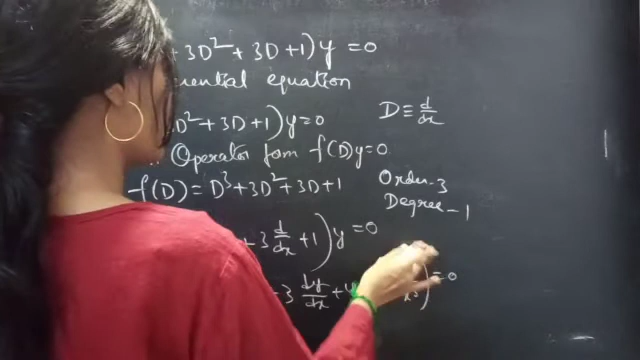 + 3D² + 3D + 1)y = 0
equation
D² + 3D + 1)y = 0
D ≡ d/dx
Operator form f(D)y = 0
f(D) = D³ + 3D² + 3D + 1
Order - 3
Degree - 1
+ 3 d/dx + 1)y = 0
3 dy/dx + y
= 0